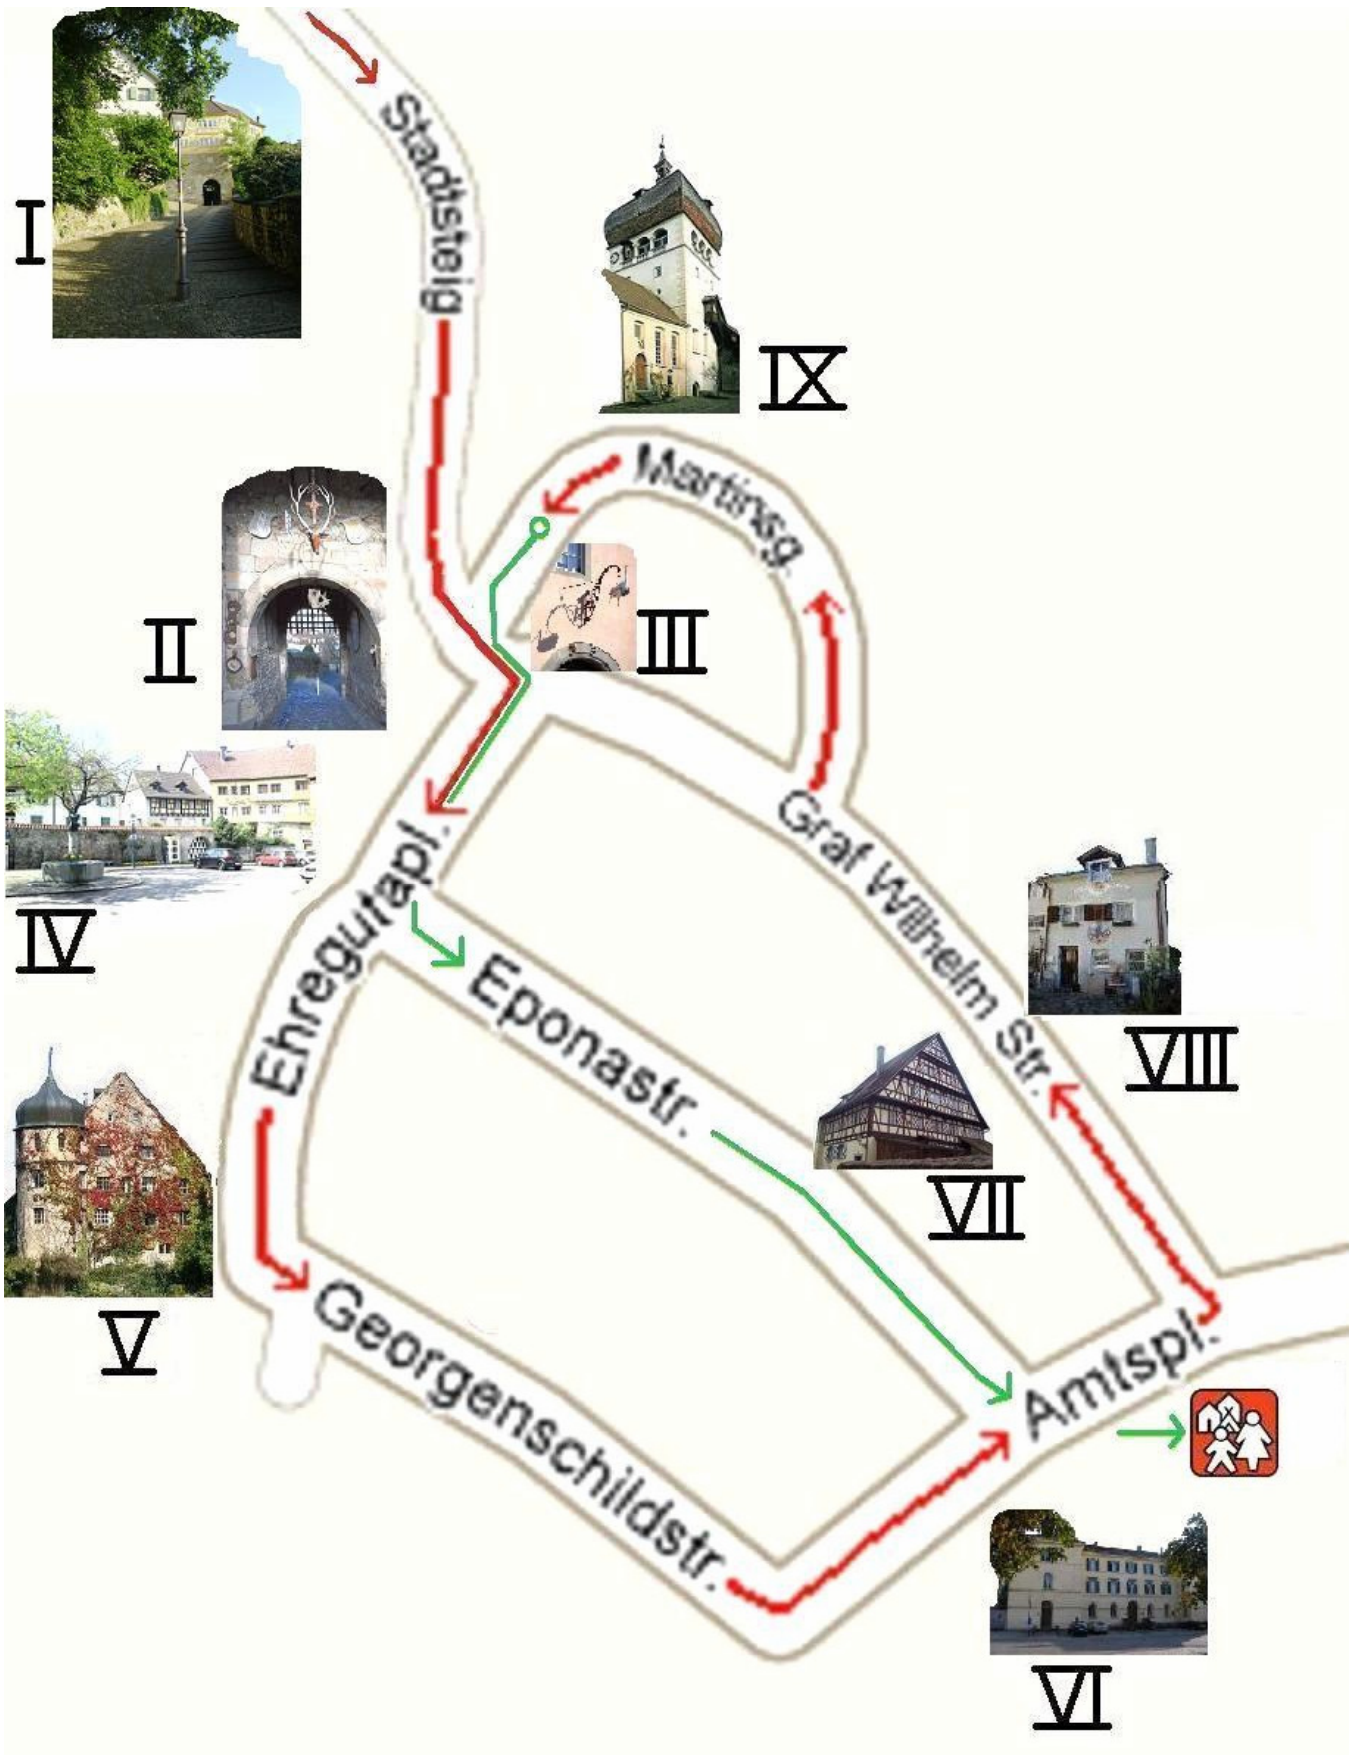 I
Stadtsteig
IX
Martinsg.
II
III
Ehregutapl.
IV
Graf Wilhelm Str.
Eponastr.
VIII
V
VII
Georgenschildstr.
Amtspl.
VI